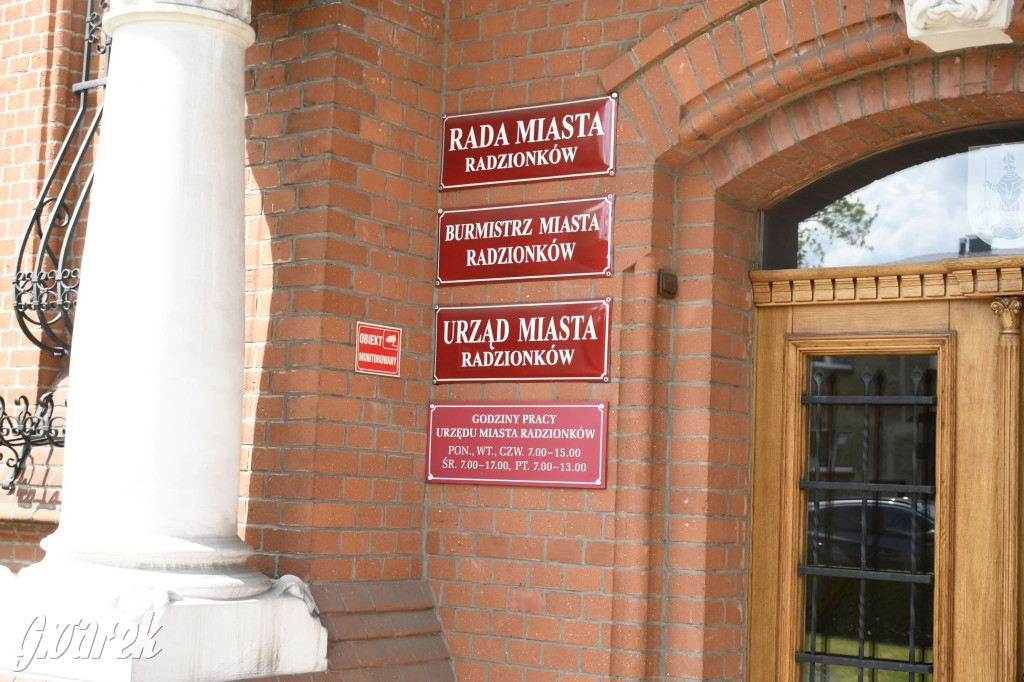 RADA MIASTA
RADZIONKÓW
BURMISTRZ MIASTA
RADZIONKÓW
URZĄD MIASTA
RADZIONKÓW
OBIEKT
MONITOROWANY
GODZINY PRACY
URZĘDU MIASTA RADZIONKÓW
PON., WT., CZW. 7.00–15.00
ŚR. 7.00–17.00, PT. 7.00–13.00
G.Tarek